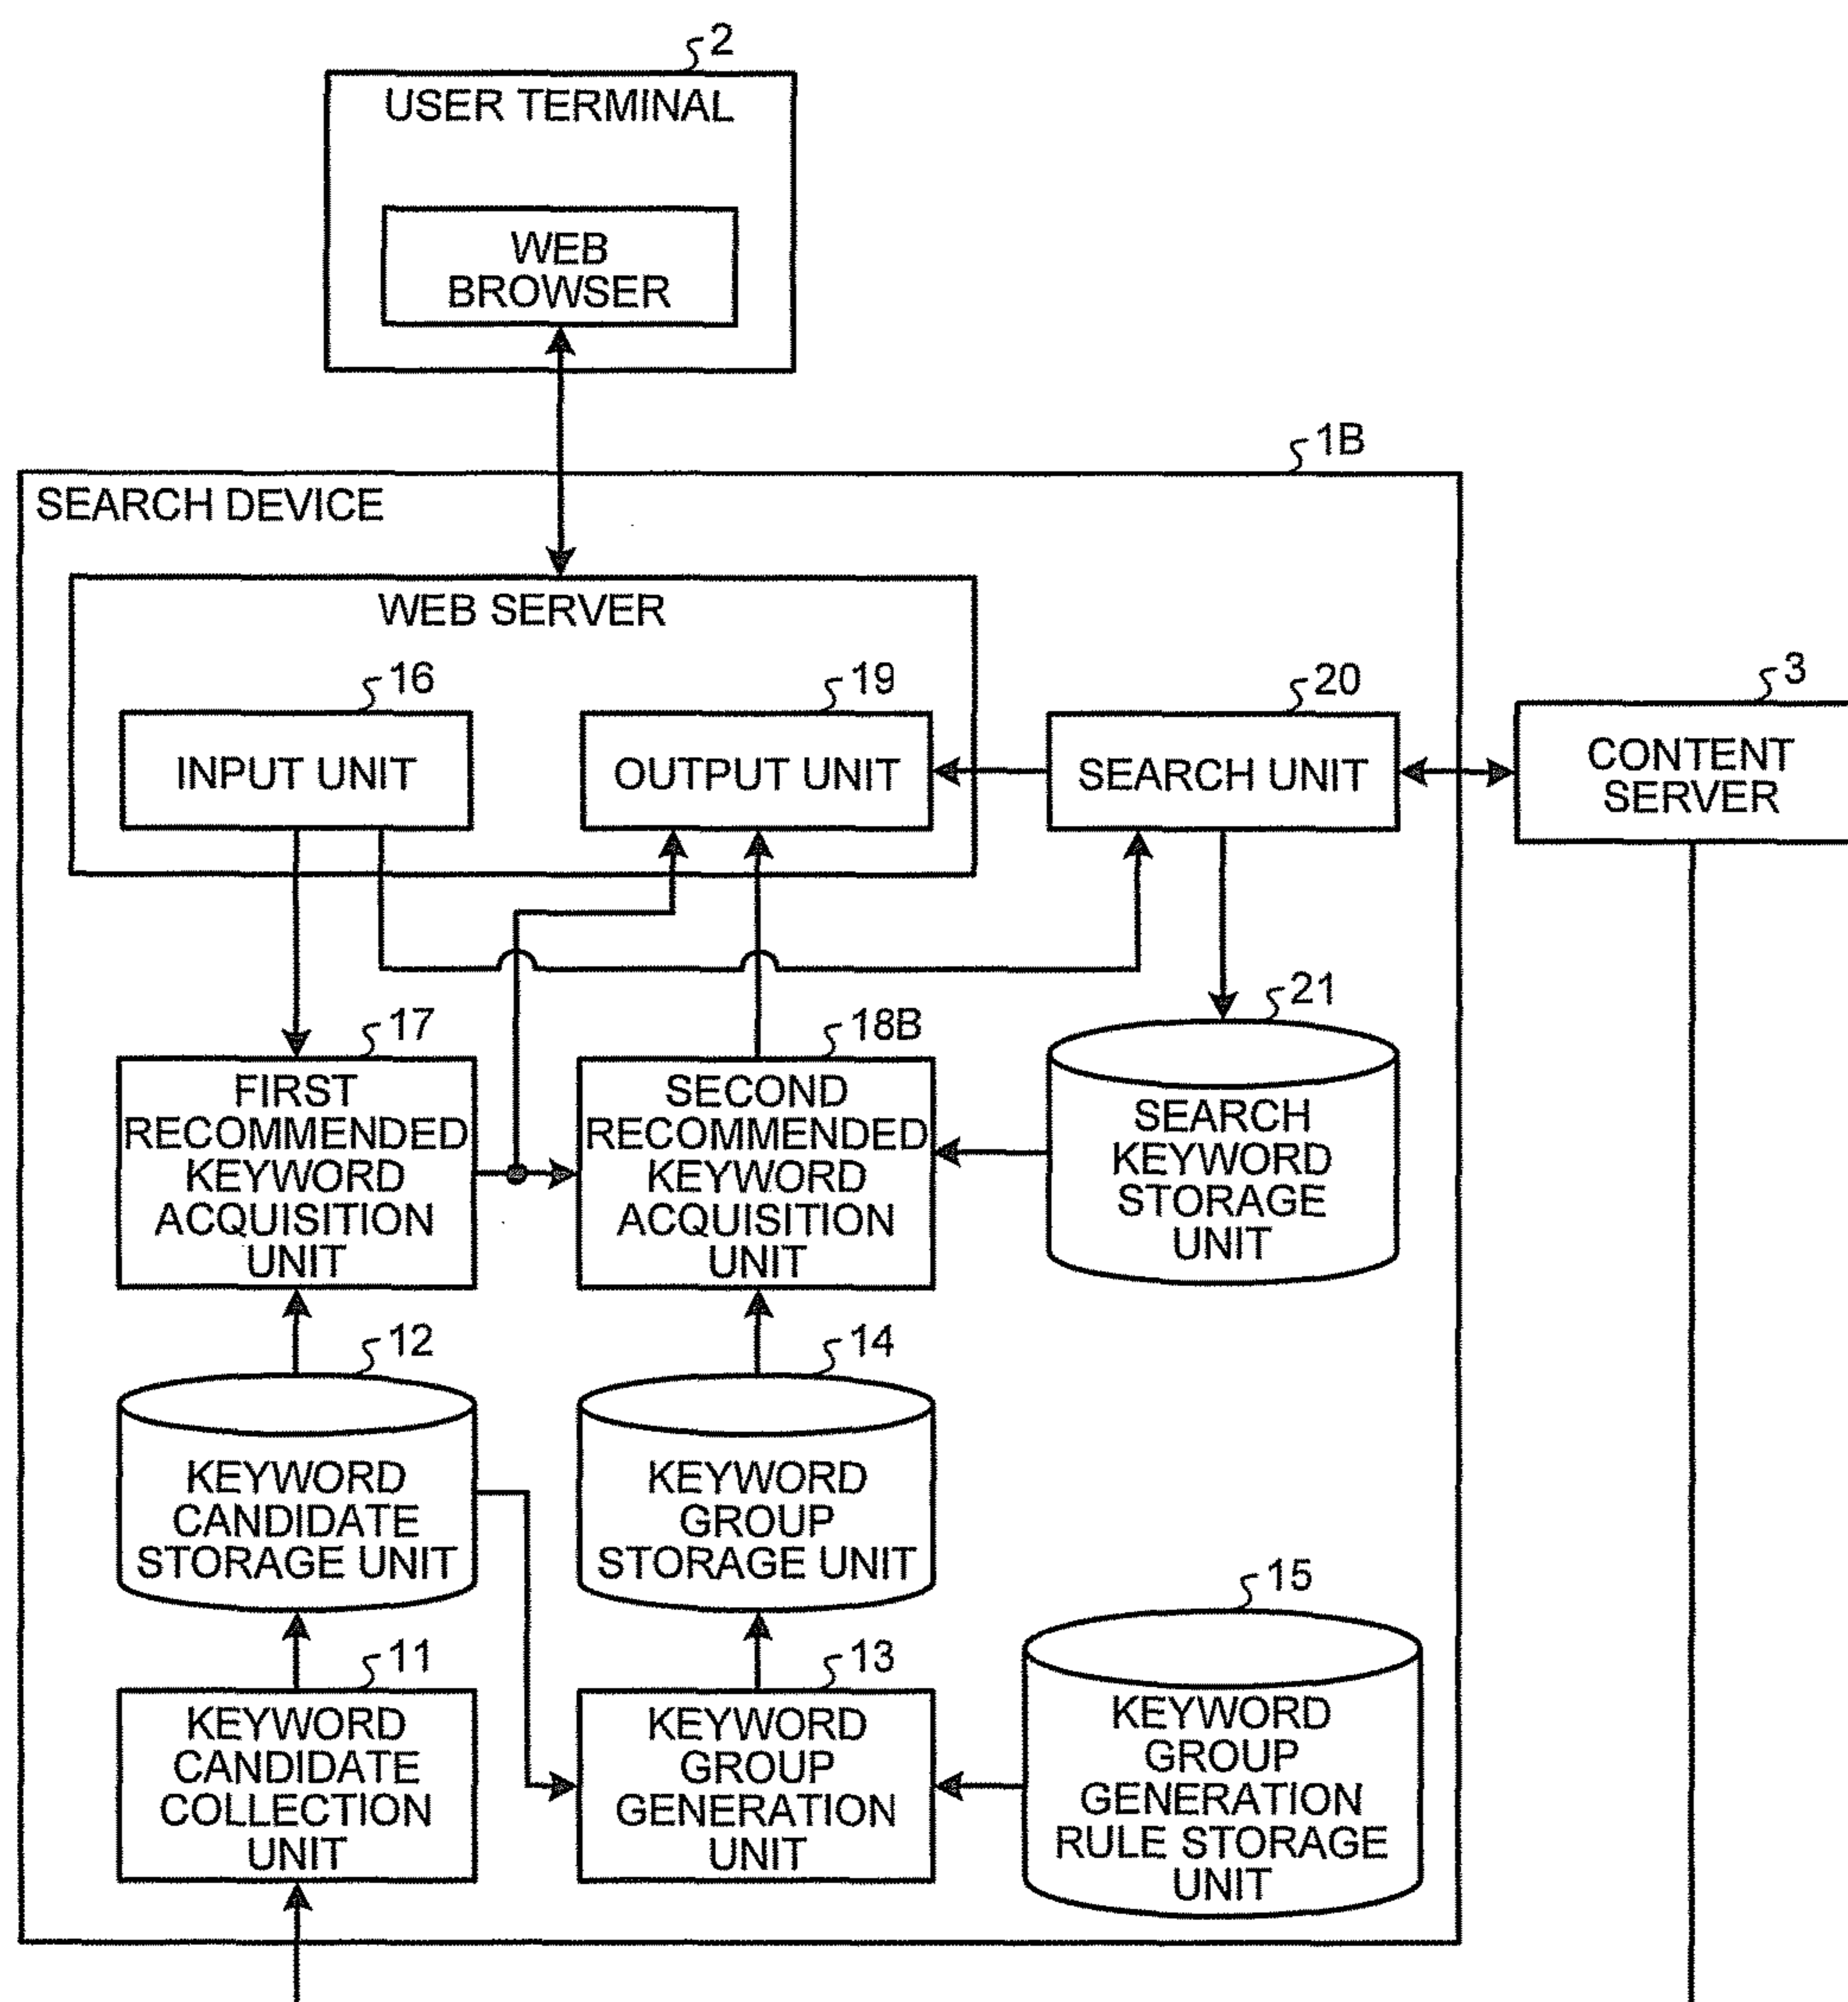 2
USER TERMINAL
WEB
BROWSER
1B
SEARCH DEVICE
WEB SERVER
16
INPUT UNIT
19
OUTPUT UNIT
20
SEARCH UNIT
3
CONTENT
SERVER
17
FIRST
RECOMMENDED
KEYWORD
ACQUISITION
UNIT
18B
SECOND
RECOMMENDED
KEYWORD
ACQUISITION
UNIT
21
SEARCH
KEYWORD
STORAGE
UNIT
12
KEYWORD
CANDIDATE
STORAGE UNIT
14
KEYWORD
GROUP
STORAGE UNIT
11
KEYWORD
CANDIDATE
COLLECTION
UNIT
13
KEYWORD
GROUP
GENERATION
UNIT
15
KEYWORD
GROUP
GENERATION
RULE STORAGE
UNIT